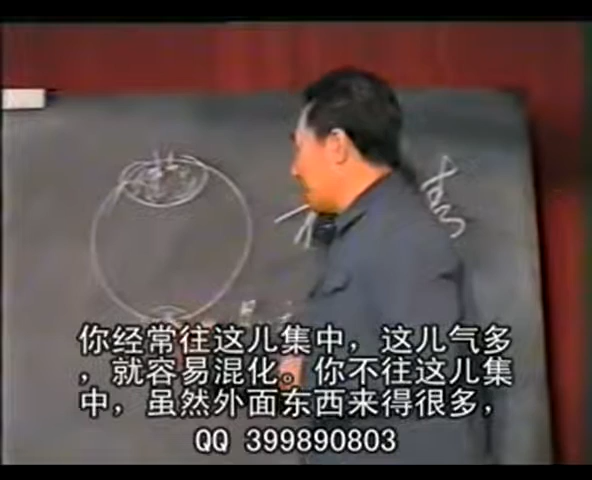 你经常往这儿集中，这儿气多
，就容易混化。你不往这儿集
中，虽然外面东西来得很多，
QQ 399890803